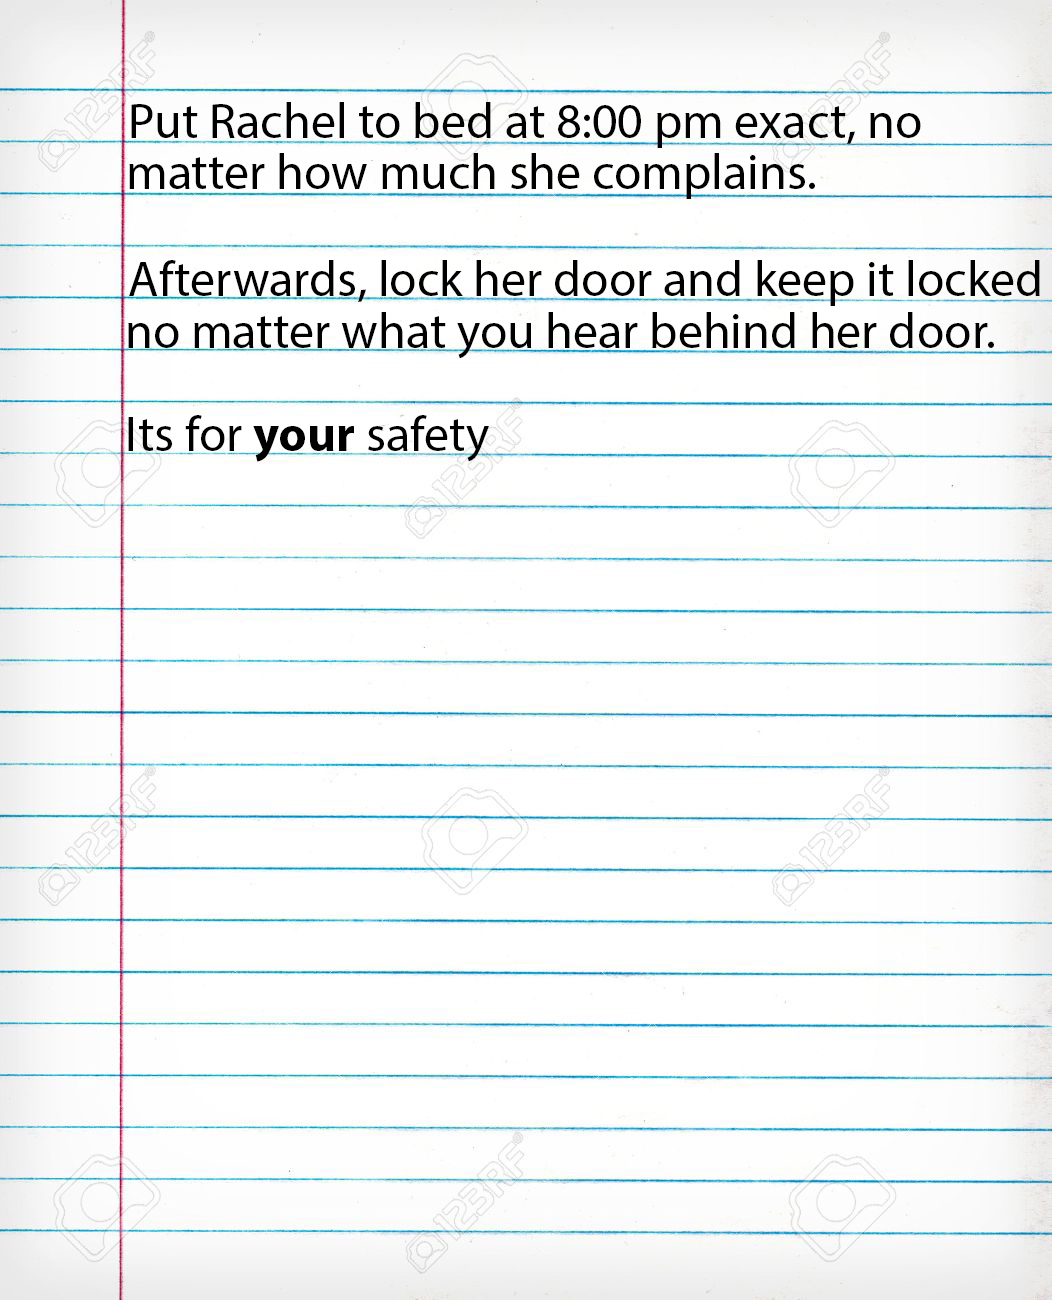 Put Rachel to bed at 8:00 pm exact, no
matter how much she complains.
Afterwards, lock her door and keep it locked
no matter what you hear behind her door.
Its for your safety
123RF
123RF
123RF
123RF
123RF
123RF